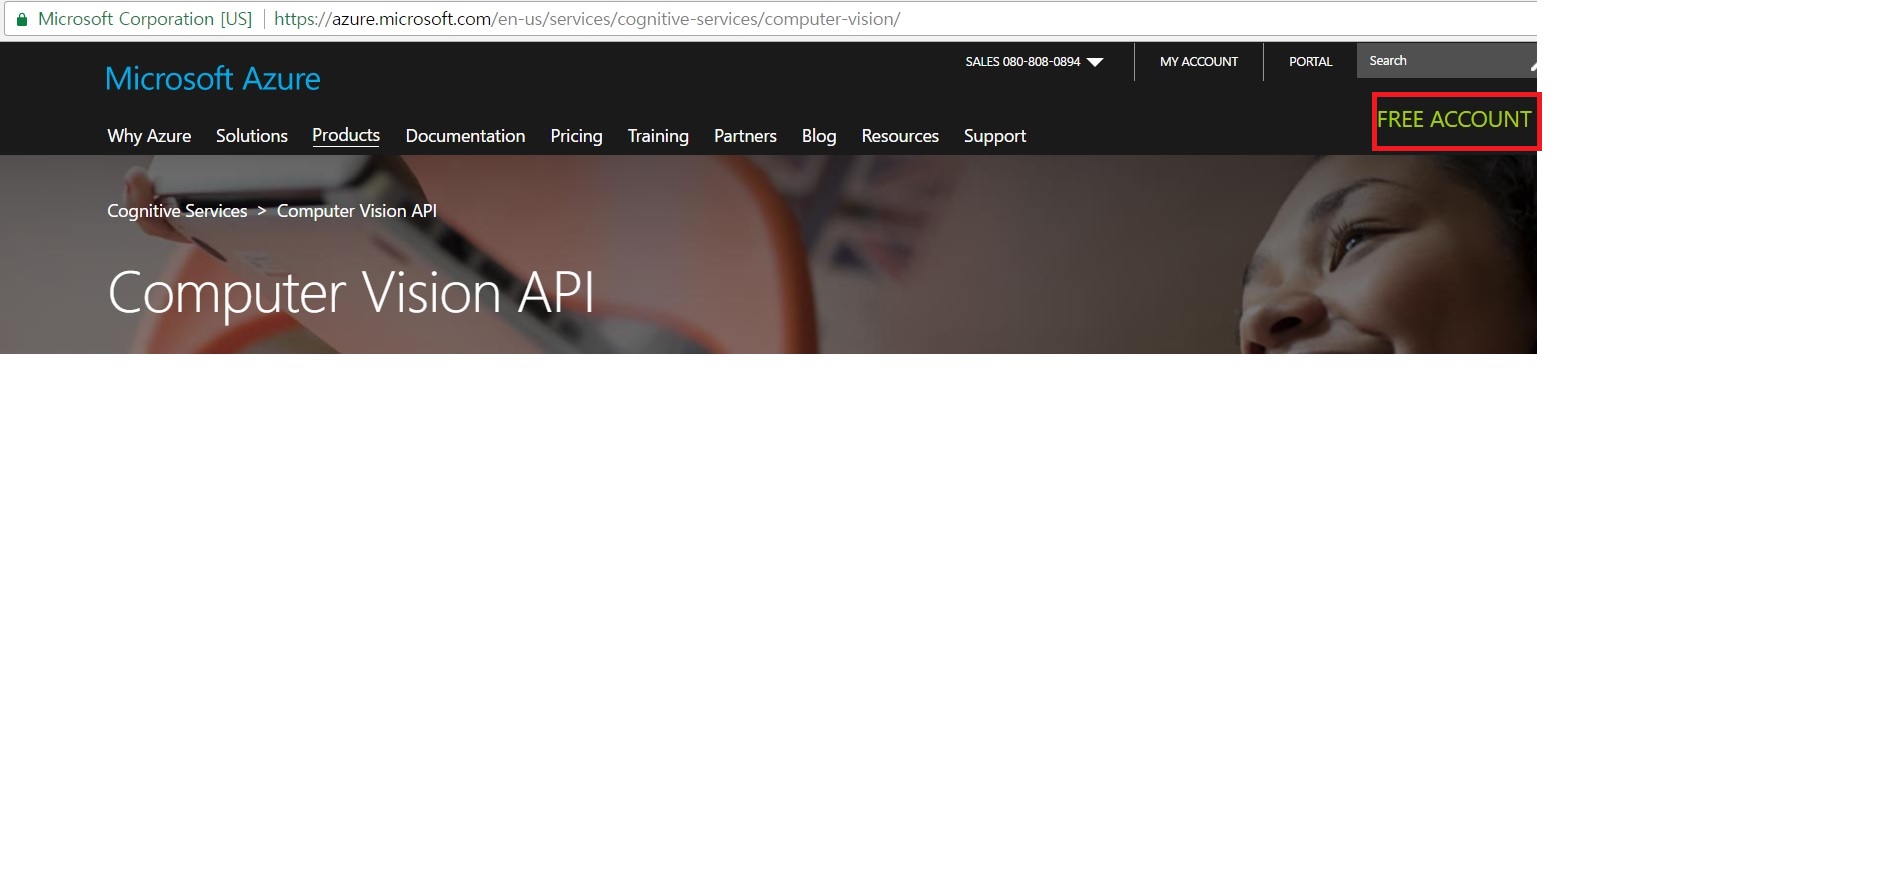 Microsoft Corporation [US] https://azure.microsoft.com/en-us/services/cognitive-services/computer-vision/
SALES 080-808-0894 MY ACCOUNT PORTAL Search
Microsoft Azure
FREE ACCOUNT
Why Azure Solutions Products Documentation Pricing Training Partners Blog Resources Support
Cognitive Services > Computer Vision API
Computer Vision API